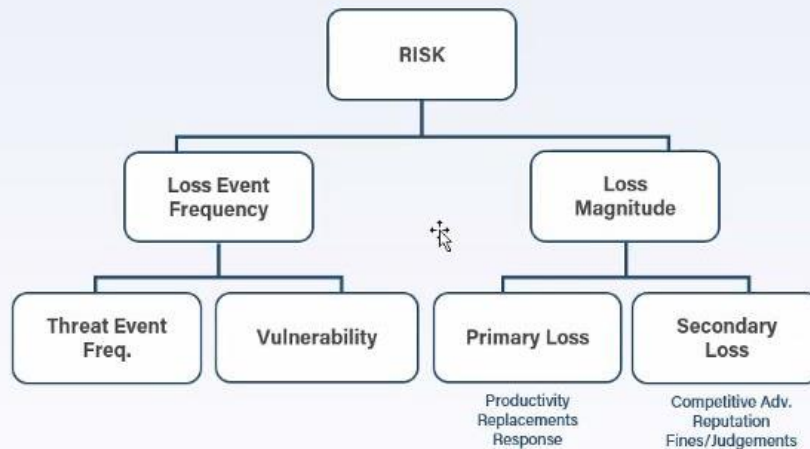 RISK
Loss Event
Frequency
Loss
Magnitude
Threat Event
Freq.
Vulnerability
Primary Loss
Secondary
Loss
Productivity
Replacements
Response
Competitive Adv.
Reputation
Fines/Judgements